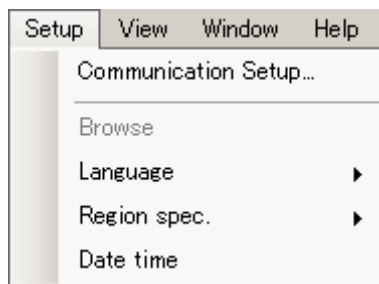 Setup View Window Help
Communication Setup...
Browse
Language
Region spec.
Date time